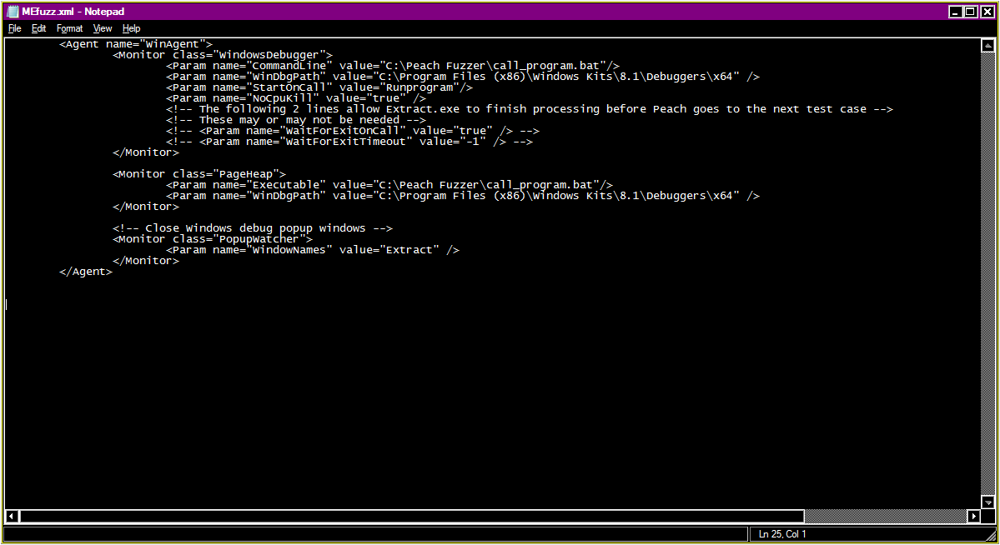 MEfuzz.xml - Notepad
File Edit Format View Help
<Agent name="WinAgent">
<Monitor class="WindowsDebugger">
<Param name="CommandLine" value="C:\Peach Fuzzer\call_program.bat"/>
<Param name="WinDbgPath" value="C:\Program Files (x86)\Windows Kits\8.1\Debuggers\x64" />
<Param name="StartOnCall" value="Runprogram"/>
<Param name="NoCpuKill" value="true" />
<!-- The following 2 lines allow Extract.exe to finish processing before Peach goes to the next test case -->
<!-- These may or may not be needed -->
<!-- <Param name="WaitForExitOnCall" value="true" /> -->
<!-- <Param name="WaitForExitTimeout" value="-1" /> -->
</Monitor>
<Monitor class="PageHeap">
<Param name="Executable" value="C:\Peach Fuzzer\call_program.bat"/>
<Param name="WinDbgPath" value="C:\Program Files (x86)\Windows Kits\8.1\Debuggers\x64" />
</Monitor>
<!-- Close Windows debug popup windows -->
<Monitor class="PopupWatcher">
<Param name="WindowNames" value="Extract" />
</Monitor>
</Agent>
Ln 25, Col 1